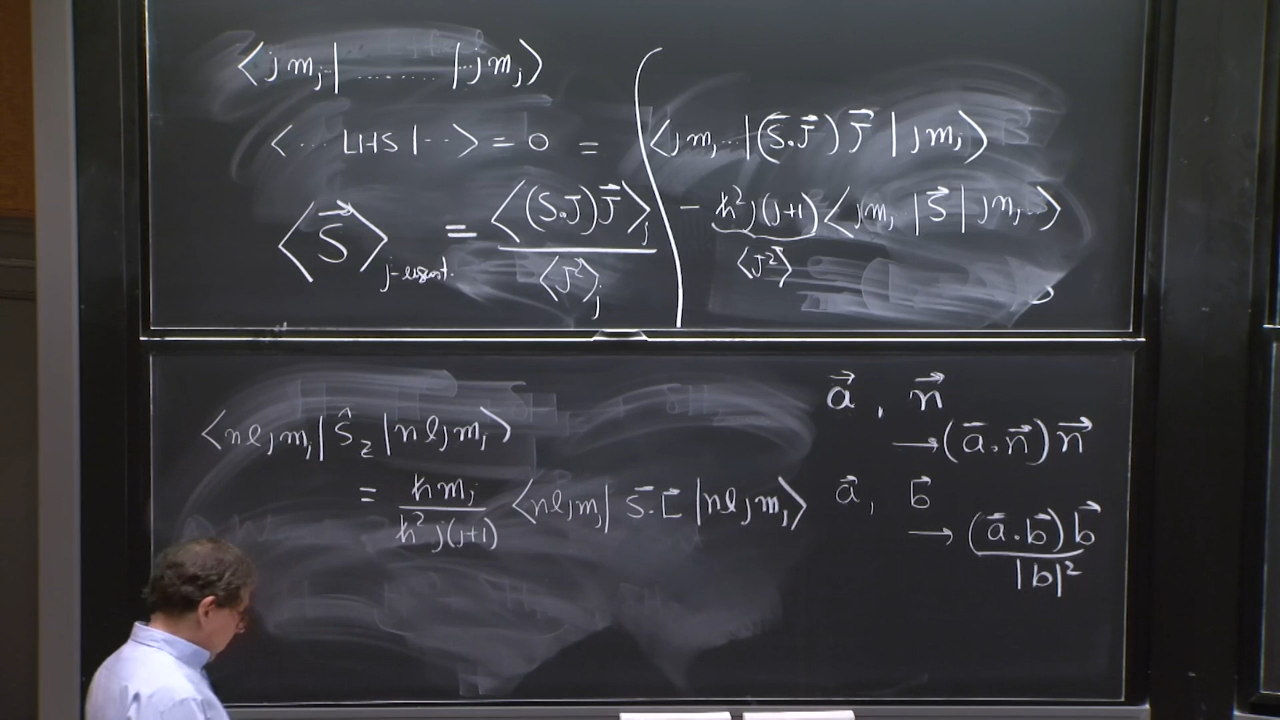 ⟨j m_j| ........ |..j m_j⟩
⟨... LHS |...⟩ = 0 = ⟨j m_j...|(S⃗.J⃗) J⃗ | j m_j⟩
⟨S⃗⟩_j-eigenst. = ⟨(S.J)J⃗⟩_j / ⟨J²⟩_j
- ħ² j(j+1) ⟨j m_j |S⃗| j m_j...⟩
⟨J²⟩
⟨n l j m_j| Ŝ_z |n l j m_j⟩
= ħ m_j / ħ² j(j+1) ⟨n l j m_j| S⃗.L⃗ |n l j m_j⟩
a⃗ , n⃗
→ (a⃗.n⃗) n⃗
a⃗, b⃗
→ (a⃗.b⃗) b⃗ / |b|²